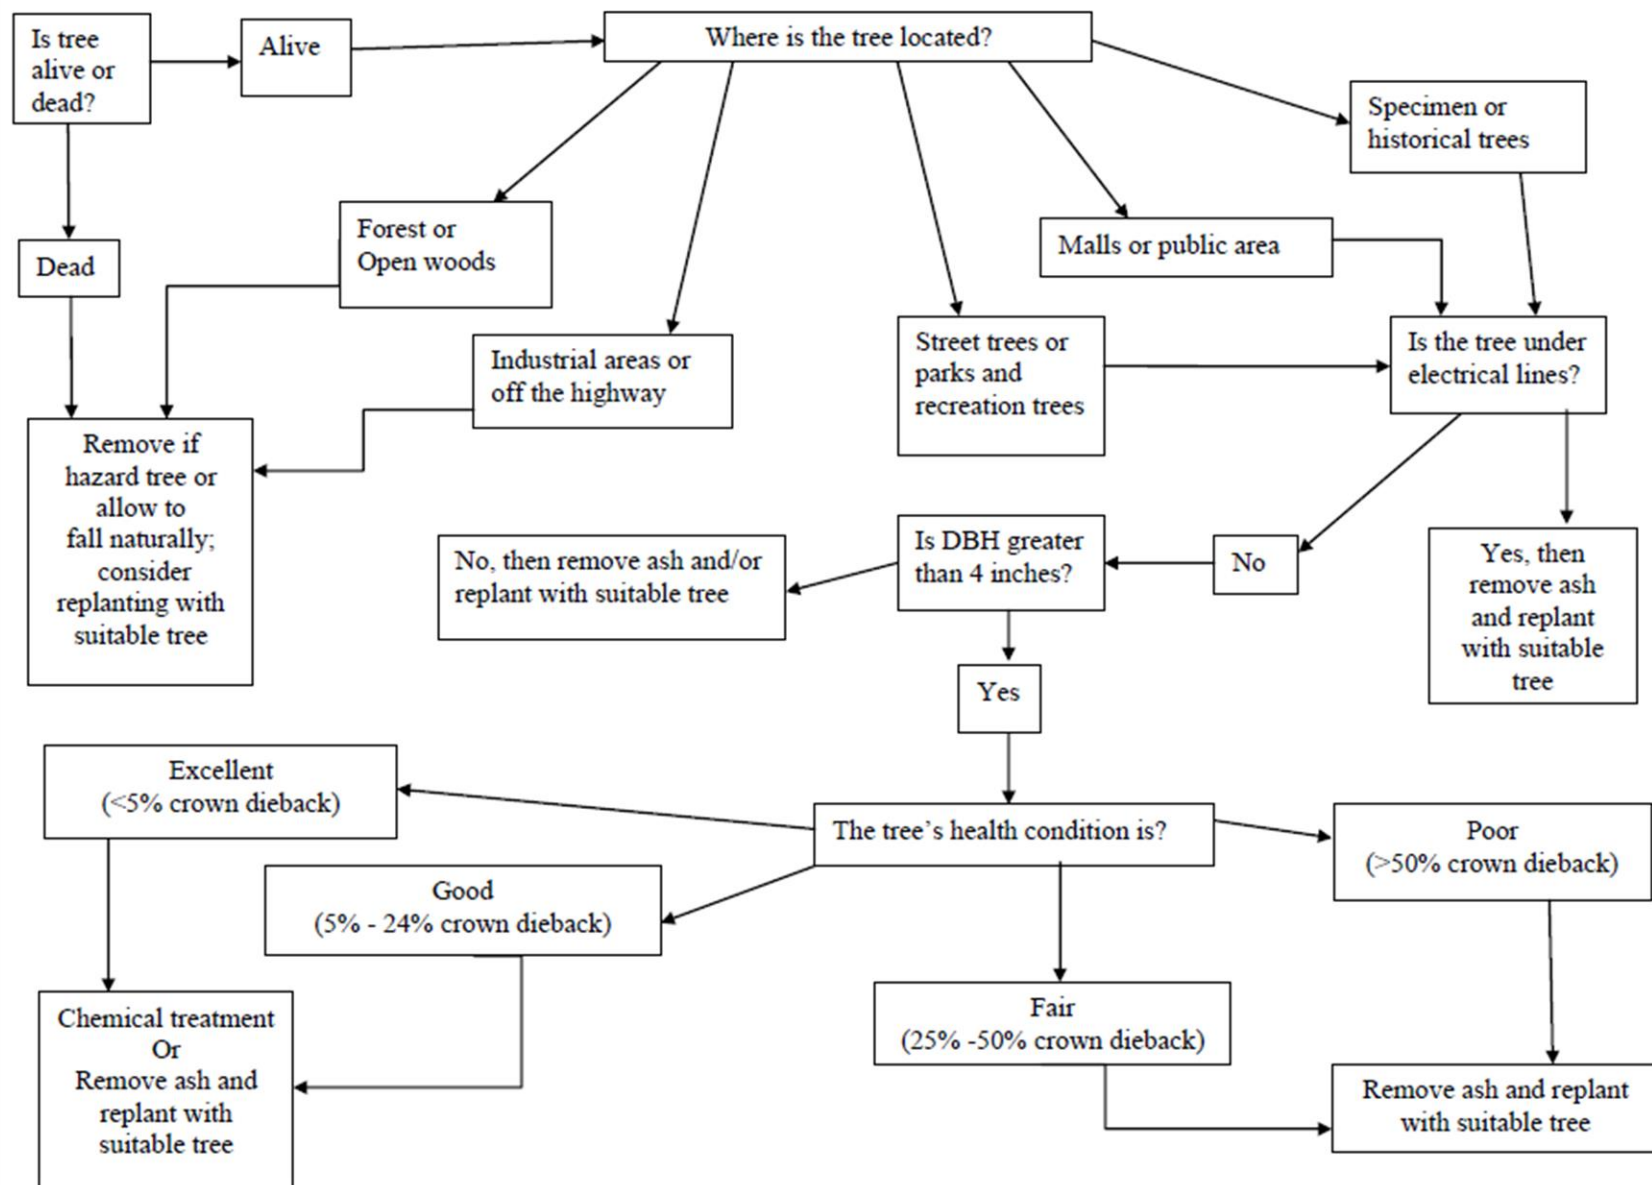 Is tree
alive or
dead?
Alive
Where is the tree located?
Specimen or
historical trees
Forest or
Open woods
Malls or public area
Dead
Industrial areas or
off the highway
Street trees or
parks and
recreation trees
Is the tree under
electrical lines?
Remove if
hazard tree or
allow to
fall naturally;
consider
replanting with
suitable tree
No, then remove ash and/or
replant with suitable tree
Is DBH greater
than 4 inches?
No
Yes, then
remove ash
and replant
with suitable
tree
Yes
Excellent
(<5% crown dieback)
The tree’s health condition is?
Poor
(>50% crown dieback)
Good
(5% - 24% crown dieback)
Fair
(25% -50% crown dieback)
Chemical treatment
Or
Remove ash and
replant with
suitable tree
Remove ash and replant
with suitable tree